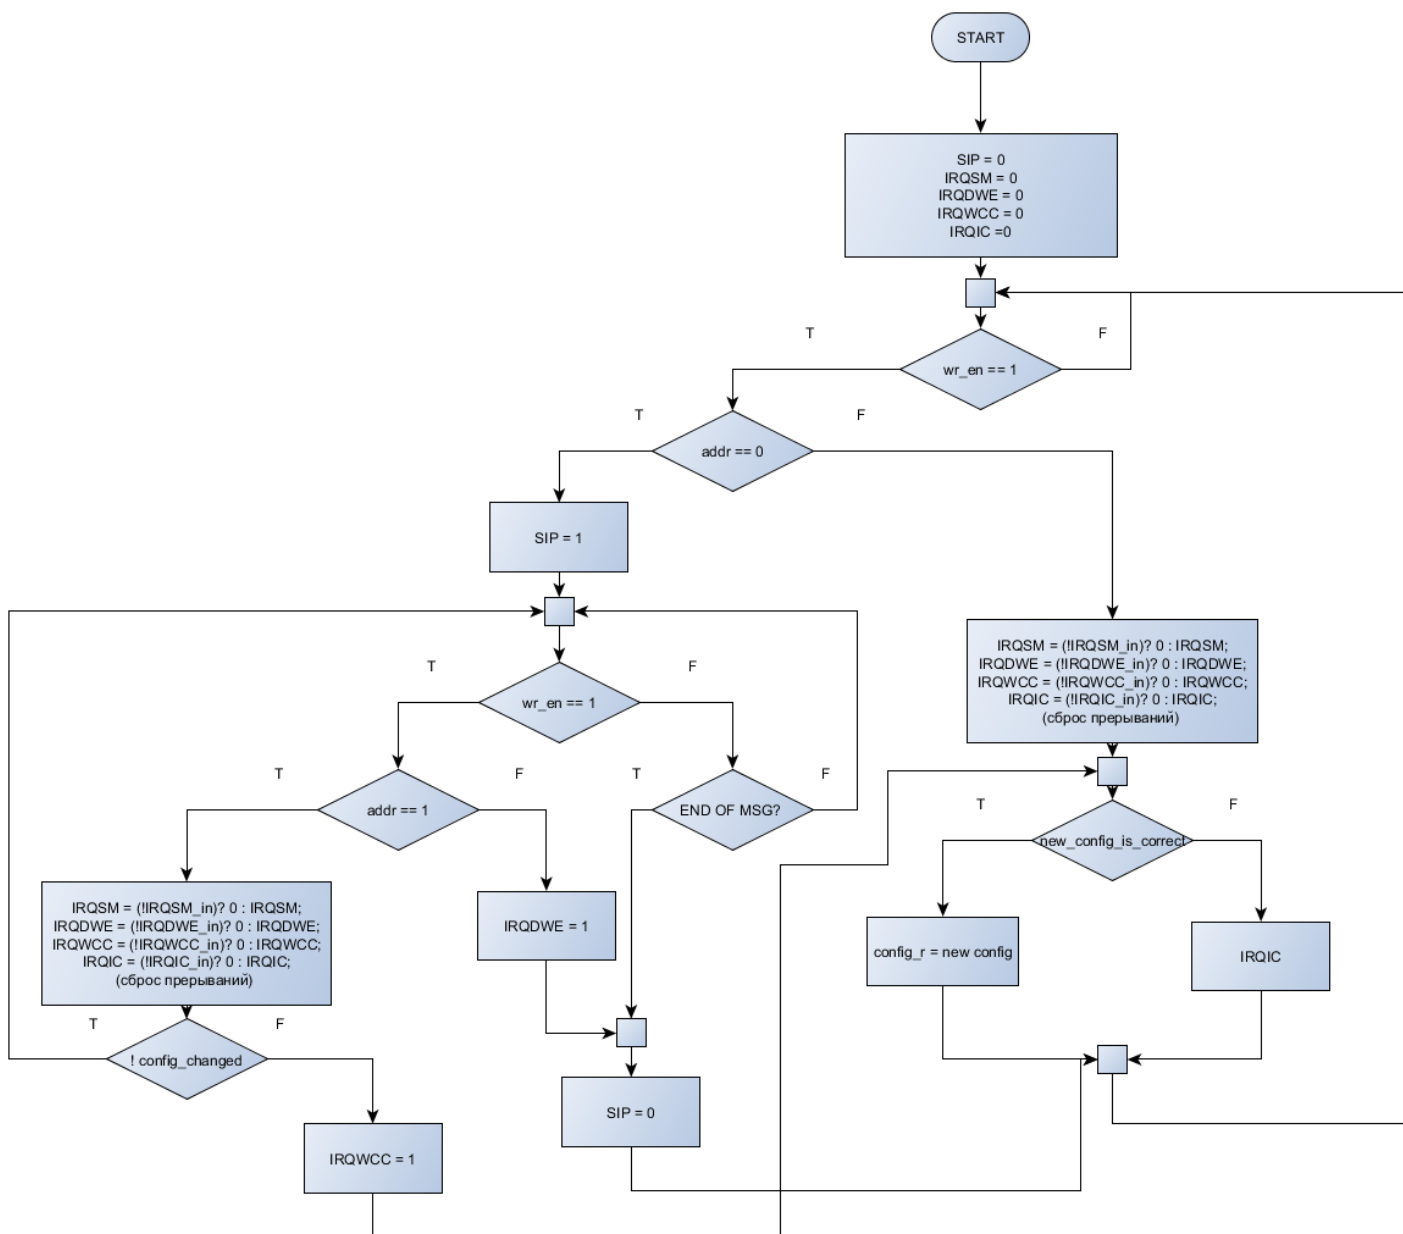 START
SIP = 0
IRQSM = 0
IRQDWE = 0
IRQWCC = 0
IRQIC =0
T
F
wr_en == 1
T
F
addr == 0
SIP = 1
T
F
wr_en == 1
IRQSM = (!IRQSM_in)? 0 : IRQSM;
IRQDWE = (!IRQDWE_in)? 0 : IRQDWE;
IRQWCC = (!IRQWCC_in)? 0 : IRQWCC;
IRQIC = (!IRQIC_in)? 0 : IRQIC;
(сброс прерываний)
T
F
addr == 1
T
F
END OF MSG?
T
F
new_config_is_correct
IRQSM = (!IRQSM_in)? 0 : IRQSM;
IRQDWE = (!IRQDWE_in)? 0 : IRQDWE;
IRQWCC = (!IRQWCC_in)? 0 : IRQWCC;
IRQIC = (!IRQIC_in)? 0 : IRQIC;
(сброс прерываний)
IRQDWE = 1
config_r = new config
IRQIC
T
F
! config_changed
SIP = 0
IRQWCC = 1